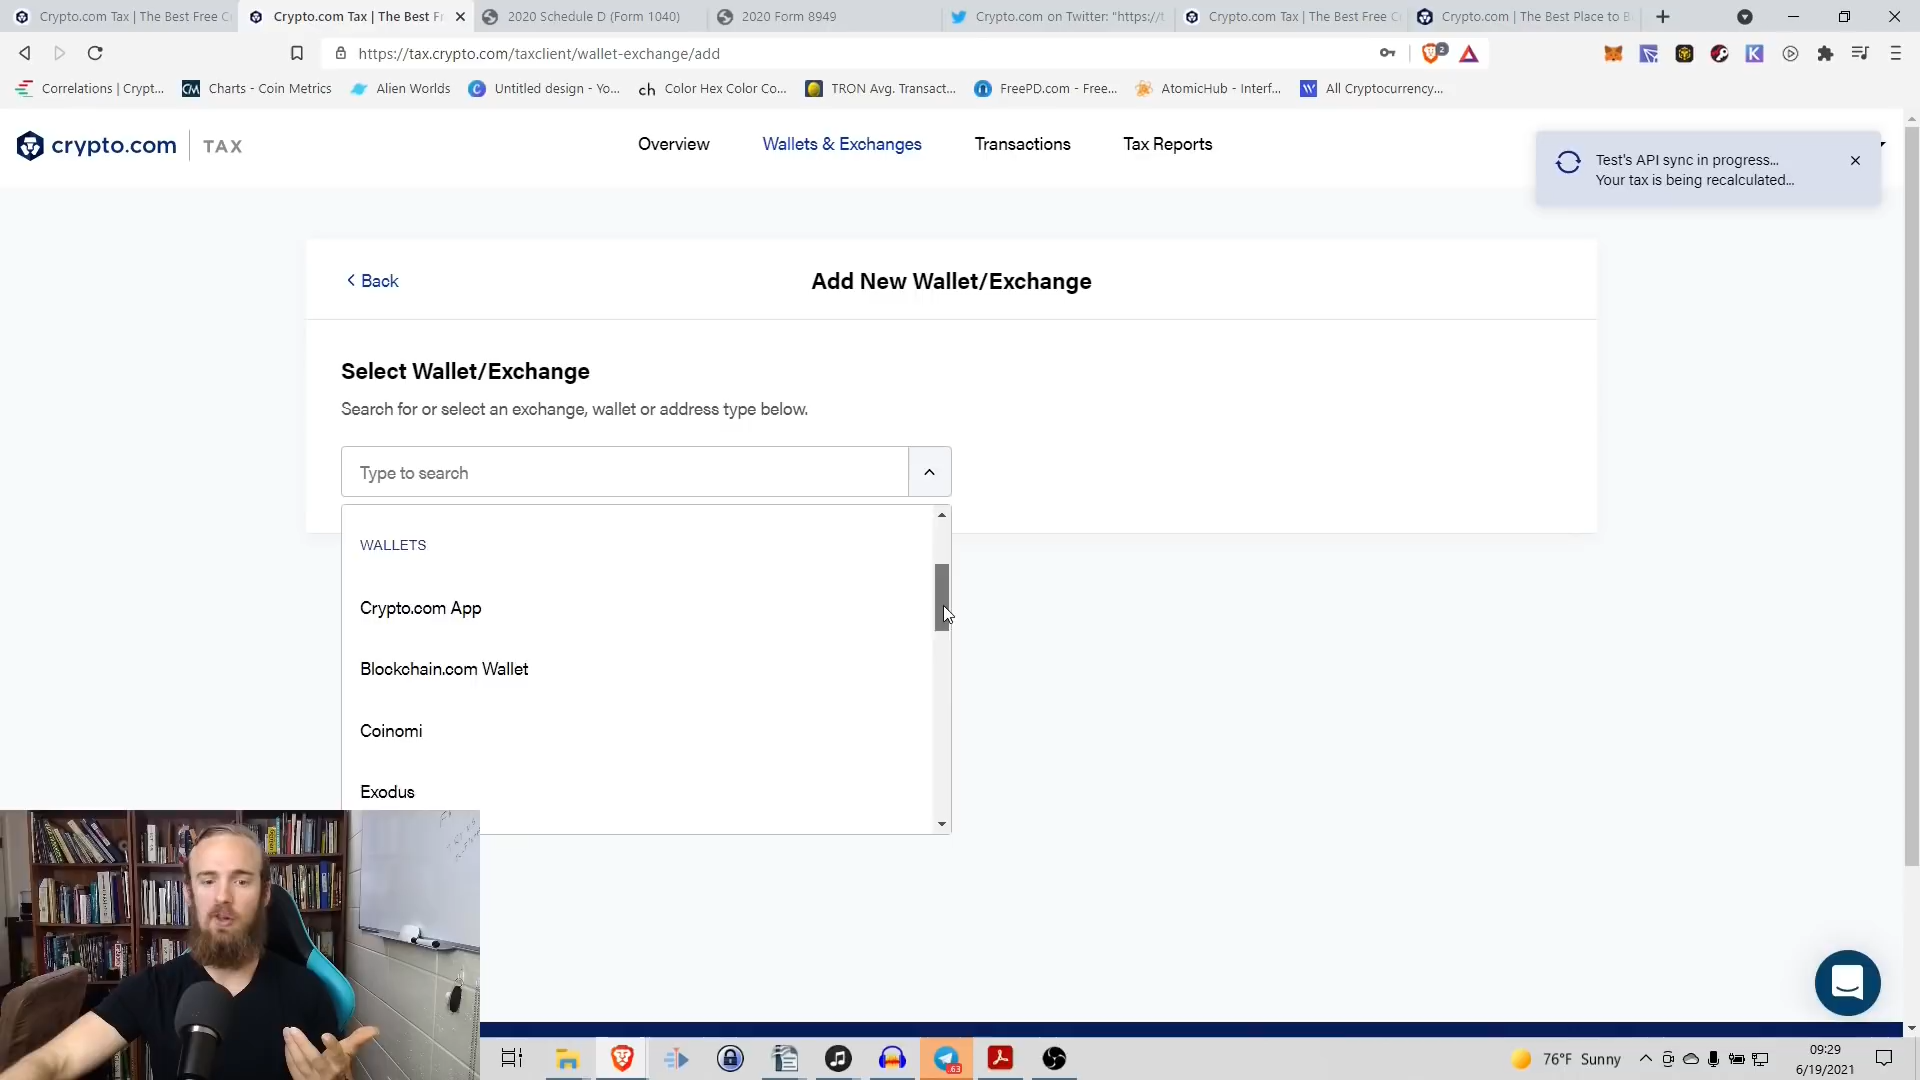 Crypto.com Tax | The Best Free C
Crypto.com Tax | The Best Fr
2020 Schedule D (Form 1040)
2020 Form 8949
Crypto.com on Twitter: "https://t
Crypto.com Tax | The Best Free C
Crypto.com | The Best Place to B
https://tax.crypto.com/taxclient/wallet-exchange/add
2
Correlations | Crypt...
CM Charts - Coin Metrics
Alien Worlds
Untitled design - Yo...
ch Color Hex Color Co...
TRON Avg. Transact...
FreePD.com - Free...
AtomicHub - Interf...
W All Cryptocurrency...
crypto.com TAX
Overview
Wallets & Exchanges
Transactions
Tax Reports
Test's API sync in progress...
Your tax is being recalculated...
Back
Add New Wallet/Exchange
Select Wallet/Exchange
Search for or select an exchange, wallet or address type below.
Type to search
WALLETS
Crypto.com App
Blockchain.com Wallet
Coinomi
Exodus
63
76°F Sunny
09:29
6/19/2021